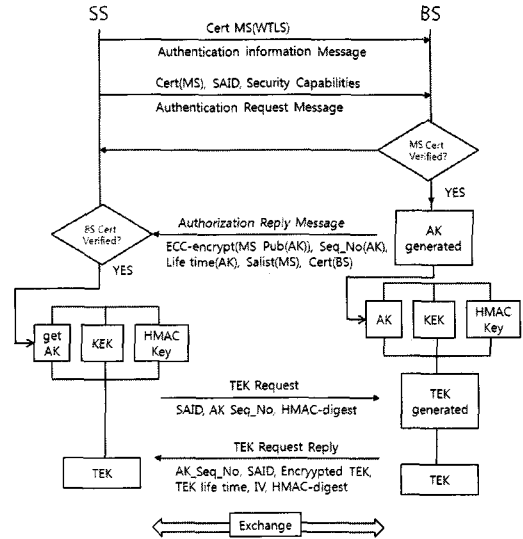 SS
BS
Cert MS(WTLS)
Authentication information Message
Cert(MS), SAID, Security Capabilities
Authentication Request Message
MS Cert
Verified?
YES
Authorization Reply Message
BS Cert
Verified?
AK
generated
ECC-encrypt(MS Pub(AK)), Seq_No(AK),
Life time(AK), Salist(MS), Cert(BS)
YES
AK
KEK
HMAC
Key
get
AK
KEK
HMAC
Key
TEK Request
SAID, AK Seq_No, HMAC-digest
TEK
generated
TEK Request Reply
AK_Seq_No, SAID, Encryypted TEK,
TEK life time, IV, HMAC-digest
TEK
TEK
Exchange